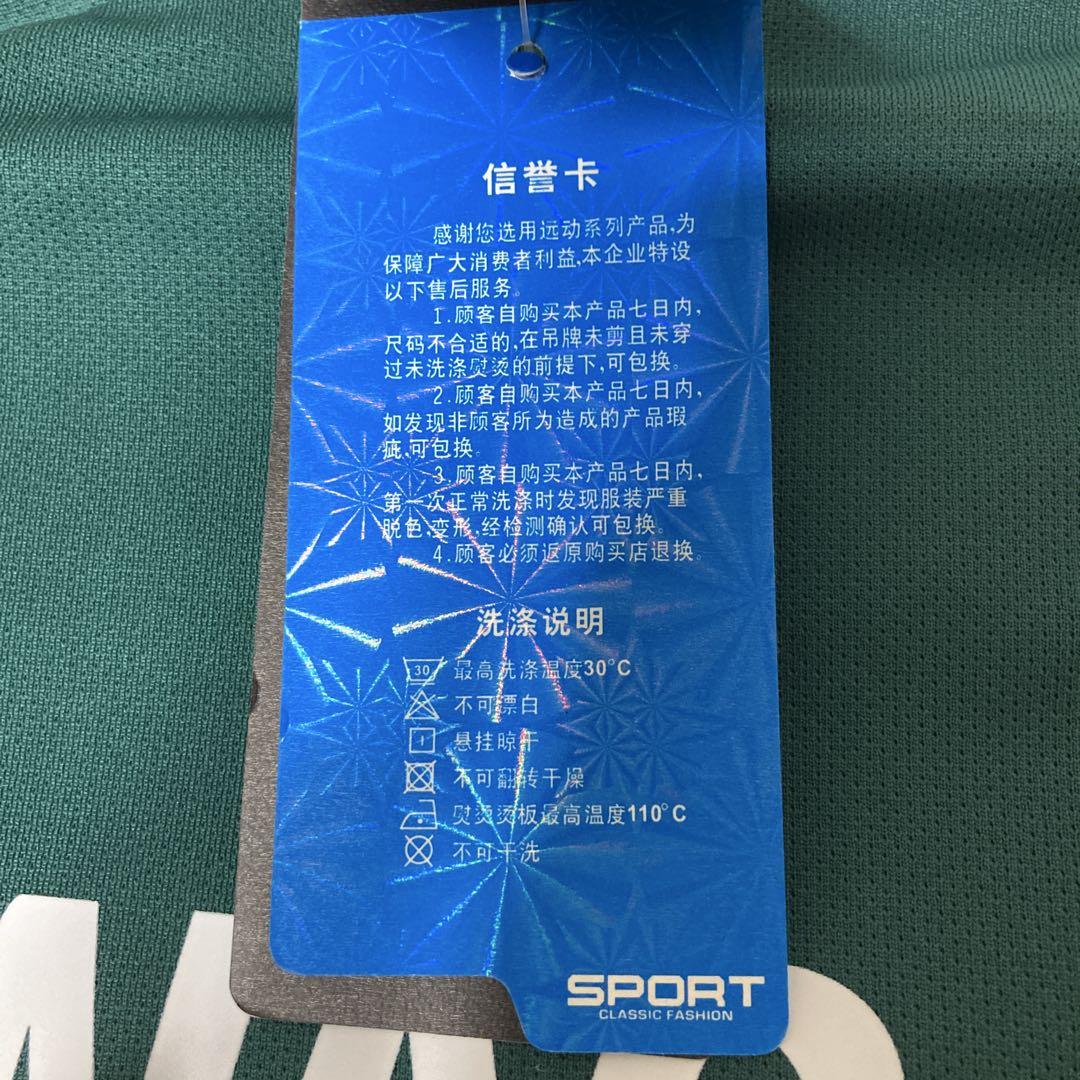 信誉卡
感谢您选用远动系列产品,为
保障广大消费者利益,本企业特设
以下售后服务。
1.顾客自购买本产品七日内,
尺码不合适的,在吊牌未剪且未穿
过未洗涤熨烫的前提下,可包换。
2.顾客自购买本产品七日内,
如发现非顾客所为造成的产品瑕
疵,可包换。
3.顾客自购买本产品七日内,
第一次正常洗涤时发现服装严重
脱色,变形,经检测确认可包换。
4.顾客必须返原购买店退换。
洗涤说明
30 最高洗涤温度30°C
不可漂白
悬挂晾干
不可翻转干燥
熨烫烫板最高温度110°C
不可干洗
SPORT
CLASSIC FASHION